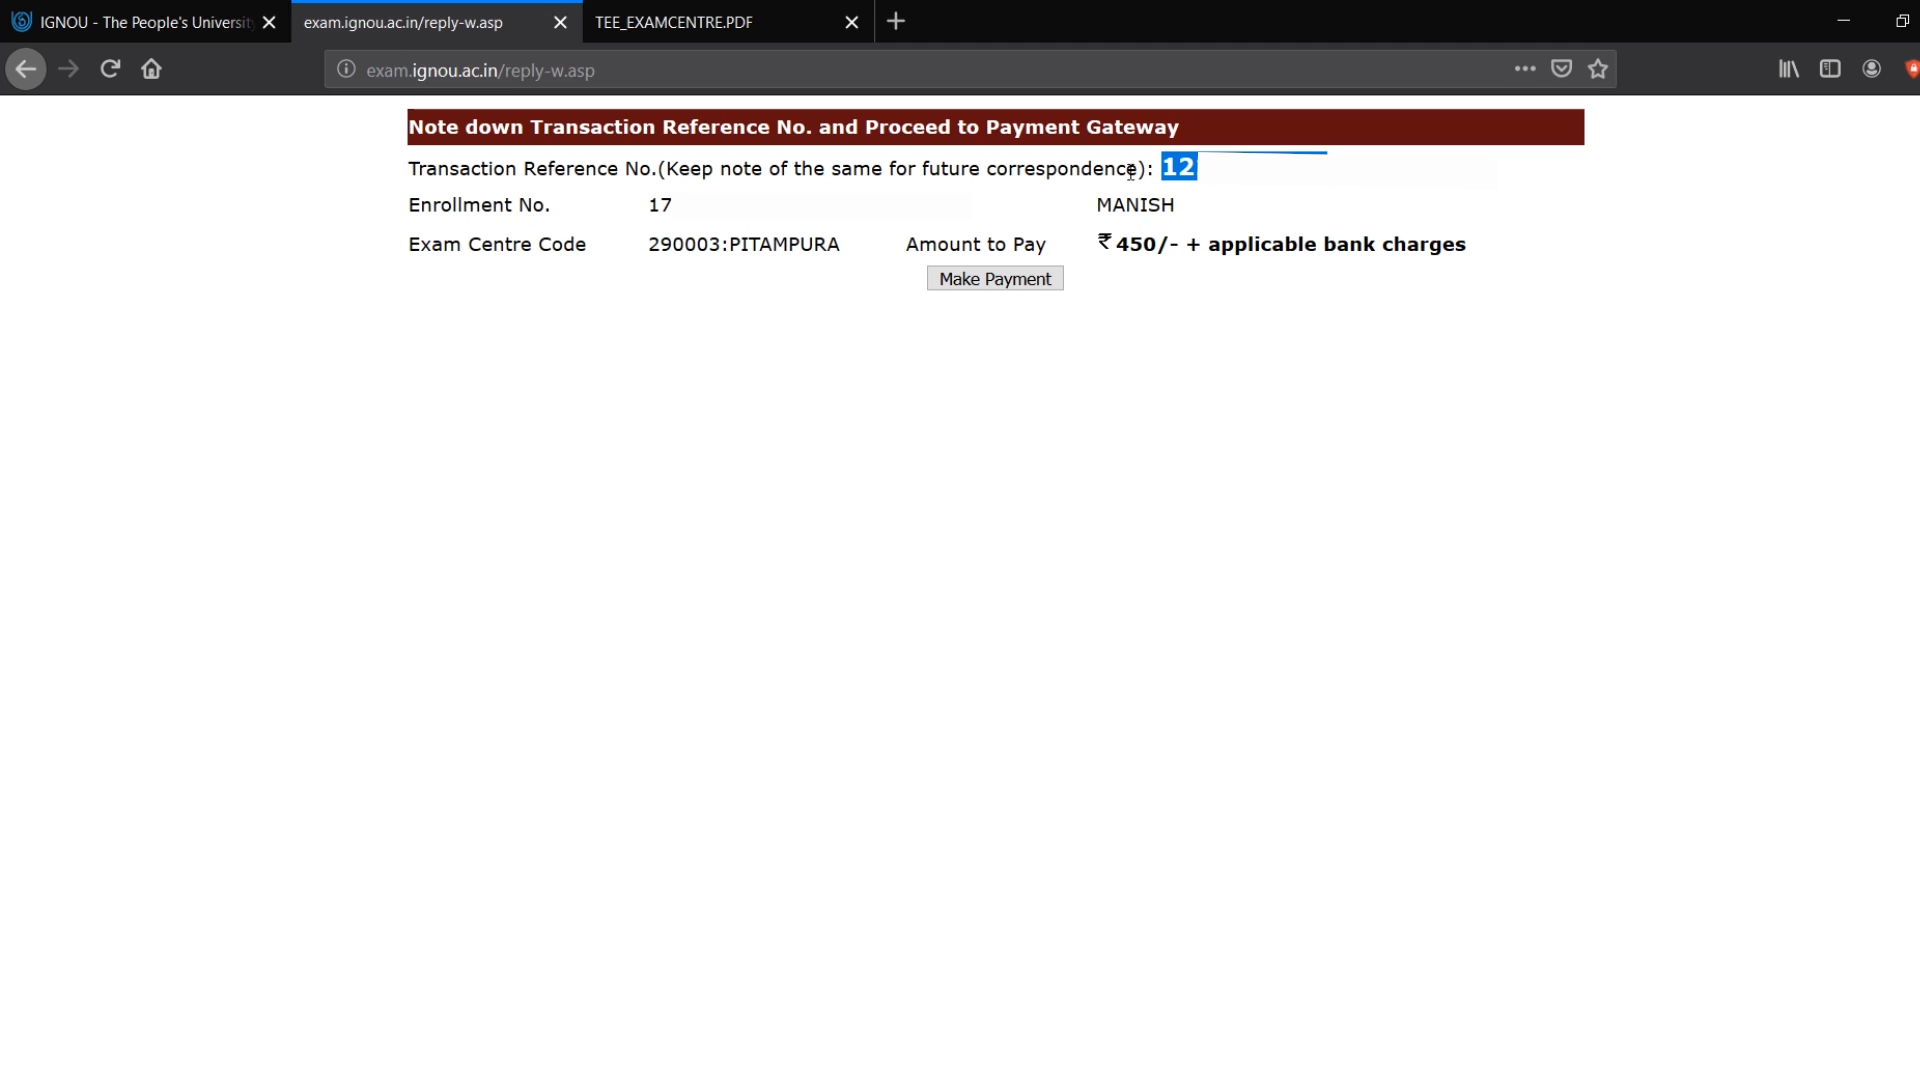 IGNOU - The People's Universit
exam.ignou.ac.in/reply-w.asp
TEE_EXAMCENTRE.PDF
exam.ignou.ac.in/reply-w.asp
Note down Transaction Reference No. and Proceed to Payment Gateway
Transaction Reference No.(Keep note of the same for future correspondence): 12
Enrollment No. 17 MANISH
Exam Centre Code 290003:PITAMPURA Amount to Pay ₹ 450/- + applicable bank charges
Make Payment